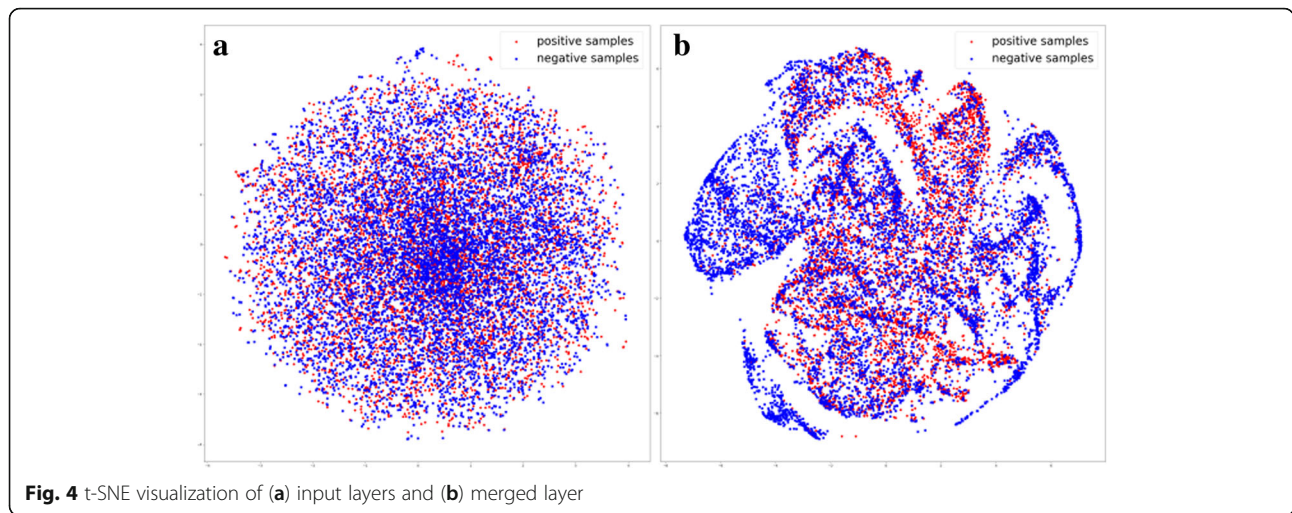 a
positive samples
negative samples
b
positive samples
negative samples
Fig. 4 t-SNE visualization of (a) input layers and (b) merged layer